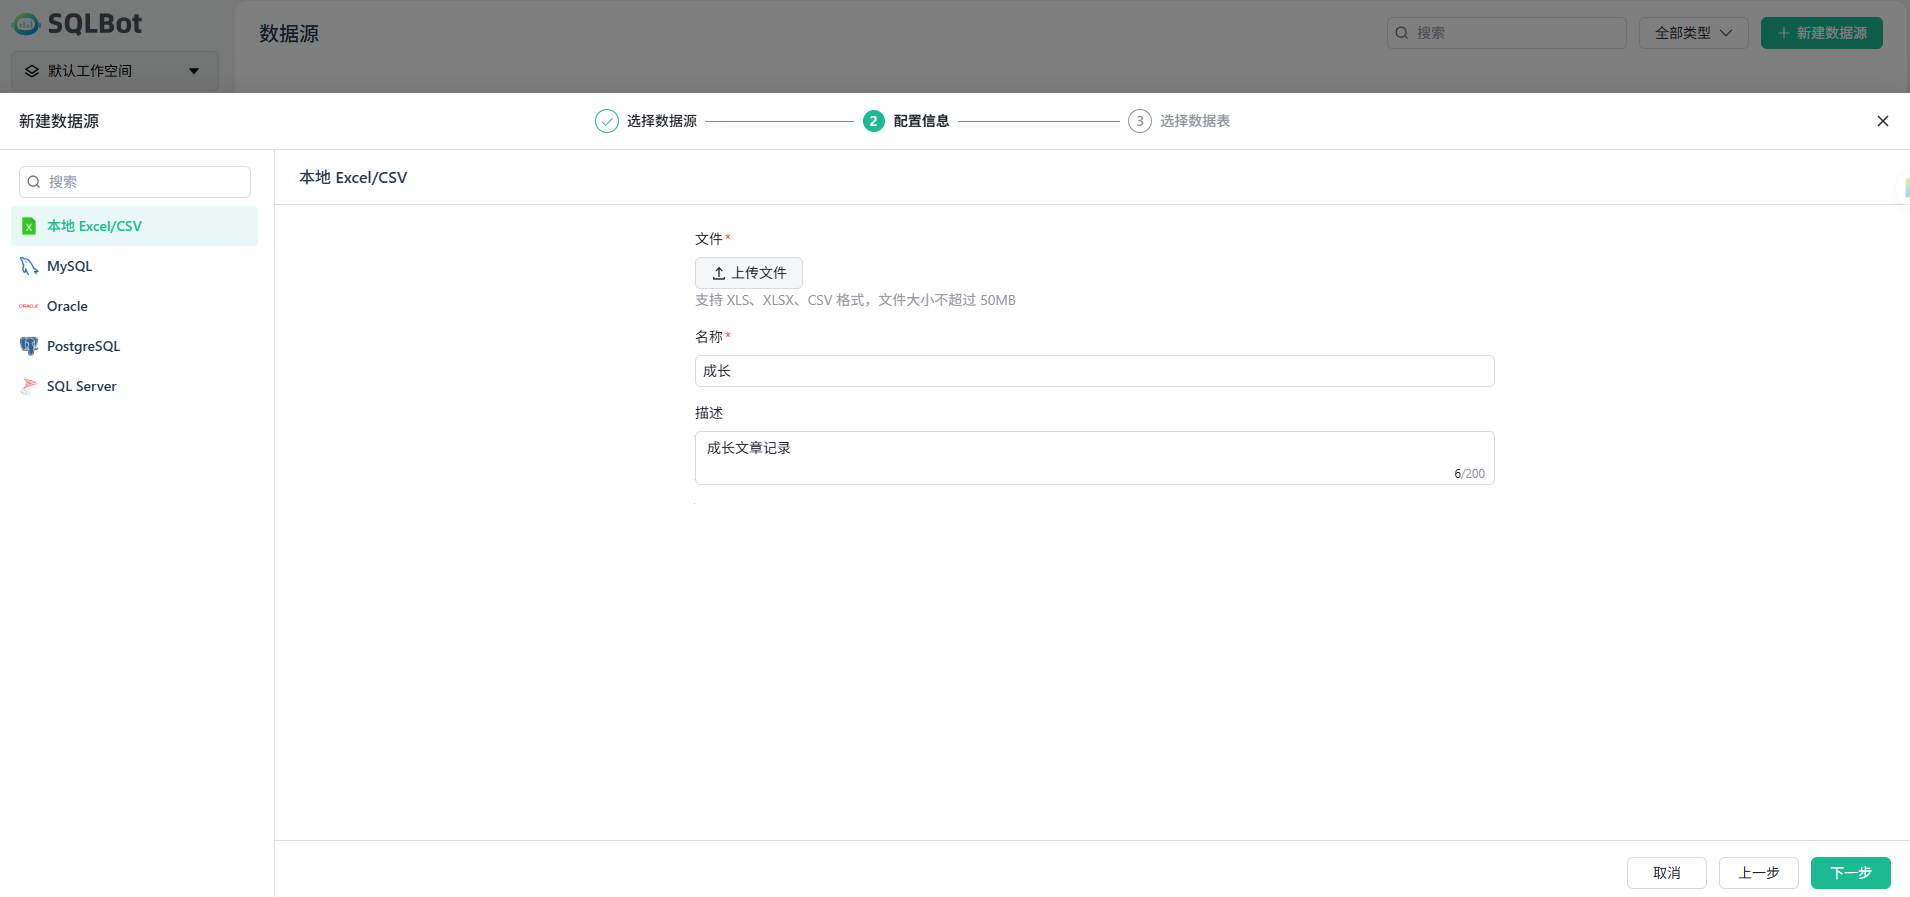 SQLBot
默认工作空间
数据源
搜索
全部类型
新建数据源
新建数据源
选择数据源
2 配置信息
3 选择数据表
搜索
本地 Excel/CSV
MySQL
ORACLE Oracle
PostgreSQL
SQL Server
本地 Excel/CSV
文件*
上传文件
支持 XLS、XLSX、CSV 格式，文件大小不超过 50MB
名称*
成长
描述
成长文章记录
6/200
取消
上一步
下一步